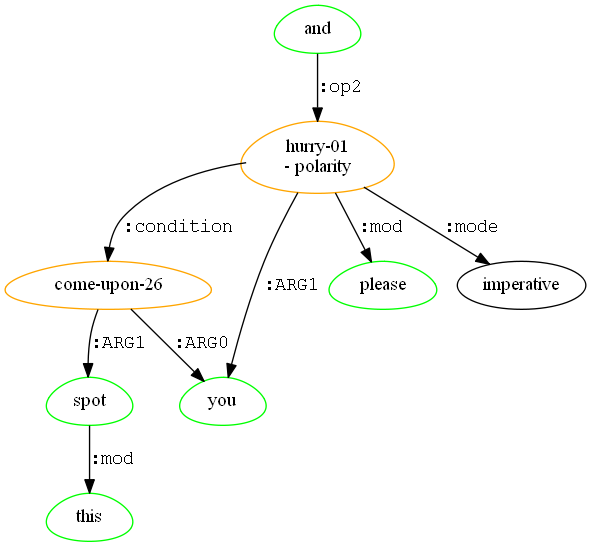 and
:op2
hurry-01
- polarity
:condition
:mod
:mode
:ARG1
come-upon-26
please
imperative
:ARG1
:ARG0
spot
you
:mod
this